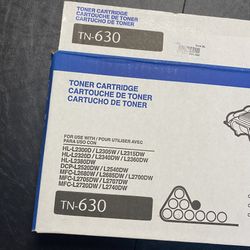 TONER CARTRIDGE
CARTOUCHE DE TONER
CARTUCHO DE TONER
TN-630
TONER CARTRIDGE
CARTOUCHE DE TONER
CARTUCHO DE TONER
FOR USE WITH / POUR UTILISER AVEC
PARA USO CON
HL-L2300D / L2305W / L2315DW
HL-L2320D / L2340DW / L2360DW
HL-L2380DW
DCP-L2520DW / L2540DW
MFC-L2680W / L2685DW / L2700DW
MFC-L2705DW / L2707DW
MFC-L2720DW / L2740DW
TN-630